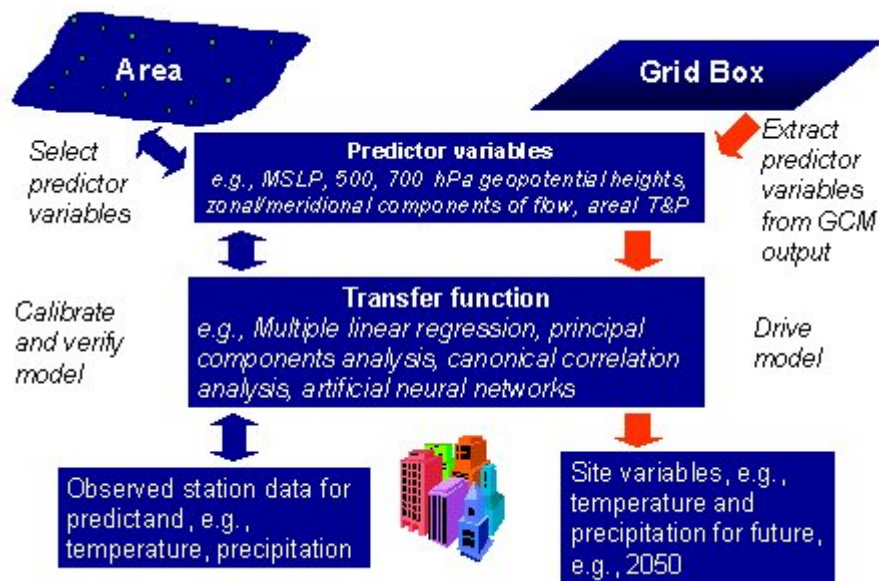 Area
Grid Box
Select
predictor
variables
Predictor variables
e.g., MSLP, 500, 700 hPa geopotential heights,
zonal/meridional components of flow, areal T&P
Extract
predictor
variables
from GCM
output
Calibrate
and verify
model
Transfer function
e.g., Multiple linear regression, principal
components analysis, canonical correlation
analysis, artificial neural networks
Drive
model
Observed station data for
predictand, e.g.,
temperature, precipitation
Site variables, e.g.,
temperature and
precipitation for future,
e.g., 2050